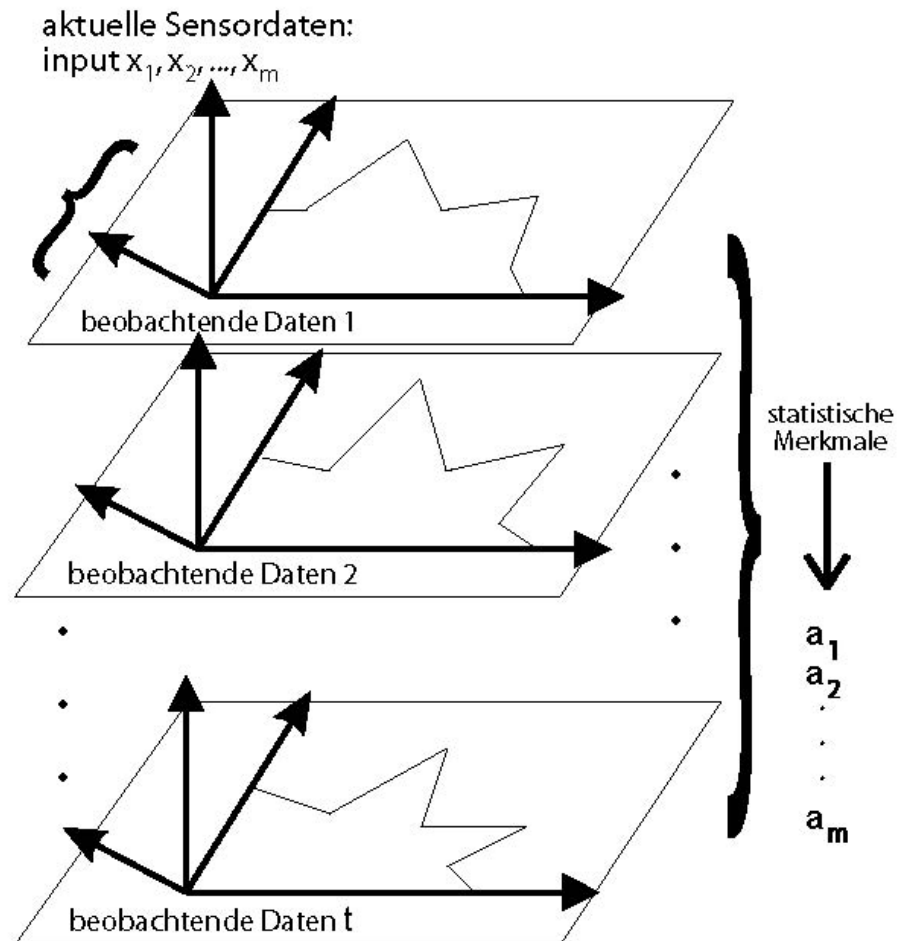 aktuelle Sensordaten:
input x₁, x₂, ..., xₘ
beobachtende Daten 1
statistische
Merkmale
beobachtende Daten 2
a₁
a₂
aₘ
beobachtende Daten t